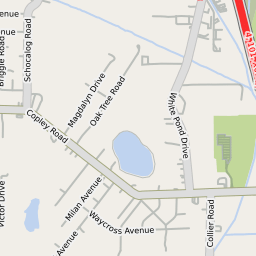 Briggle Road
Schocalog Road
Magdalyn Drive
Oak Tree Road
White Pond Drive
Copley Road
Victor Drive
Milan Avenue
Waycross Avenue
Avenue
Collier Road